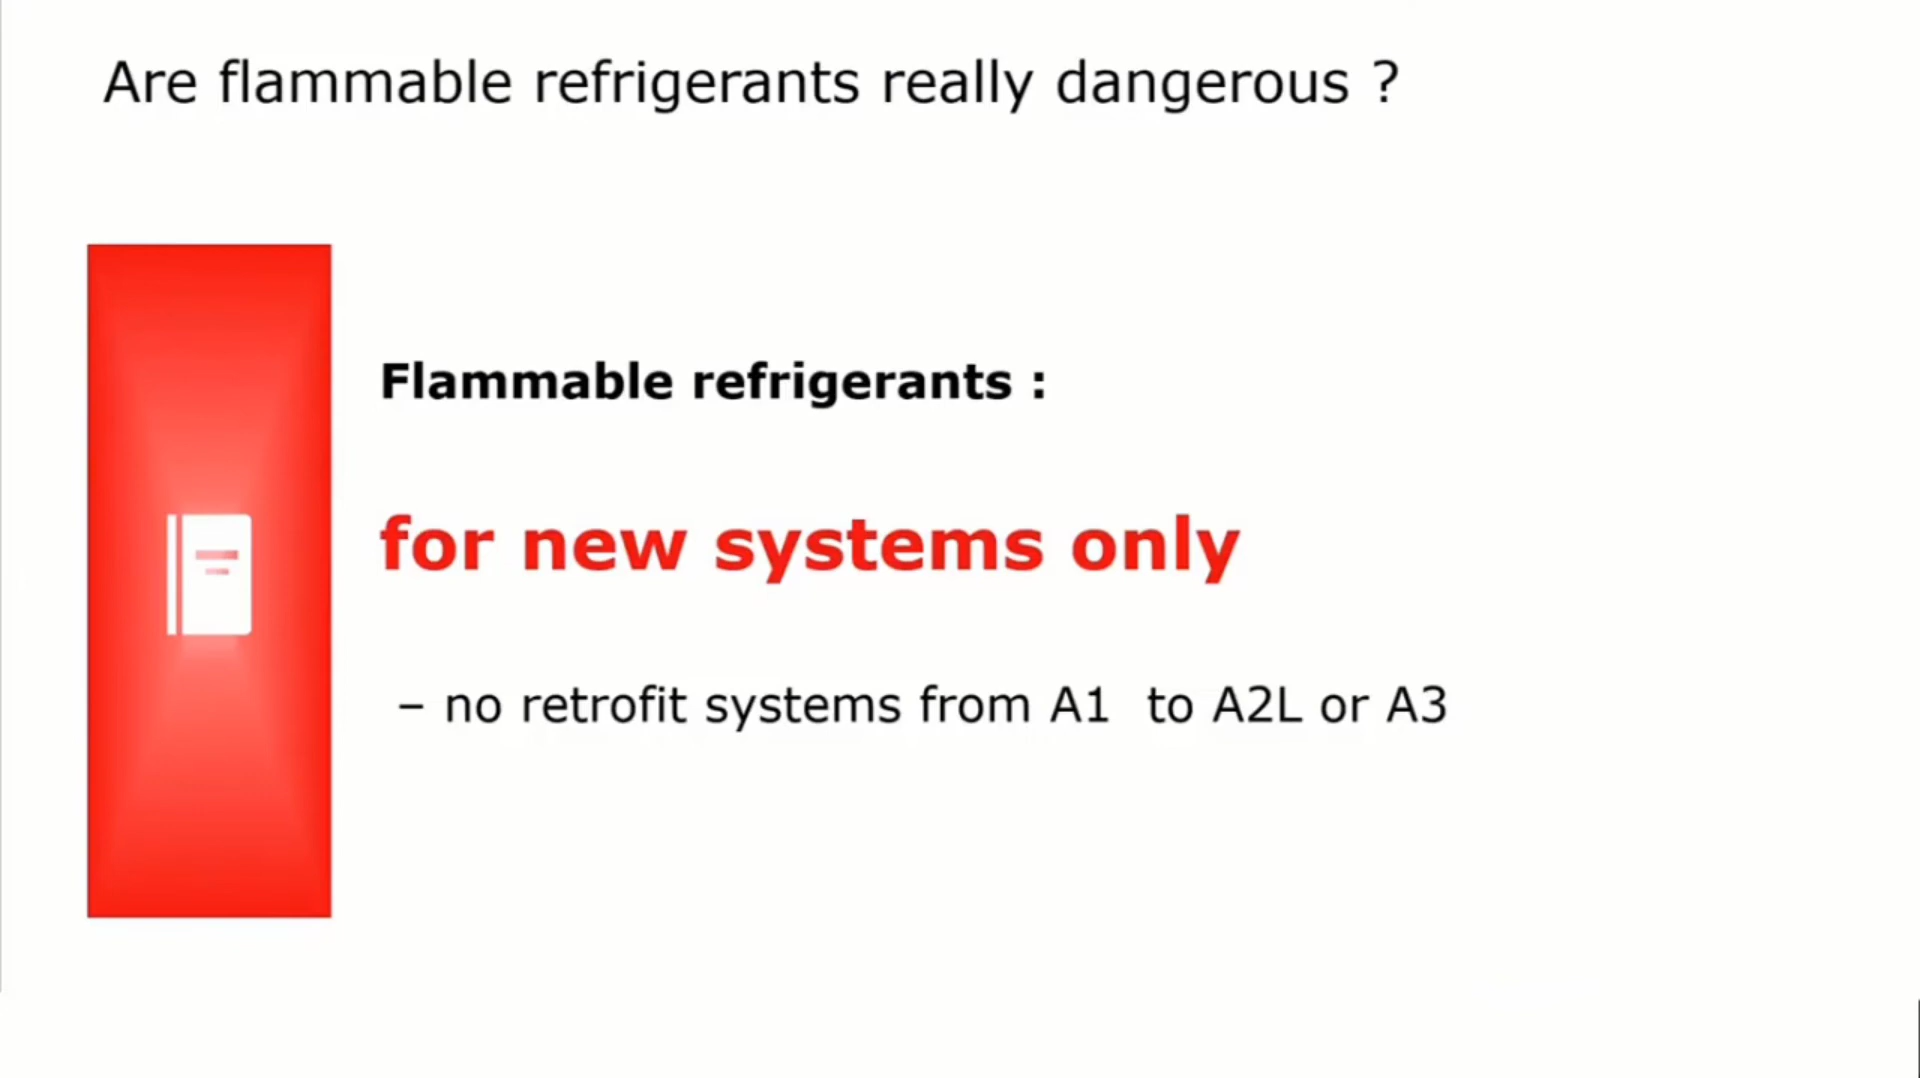 Are flammable refrigerants really dangerous ?
Flammable refrigerants :
for new systems only
– no retrofit systems from A1 to A2L or A3